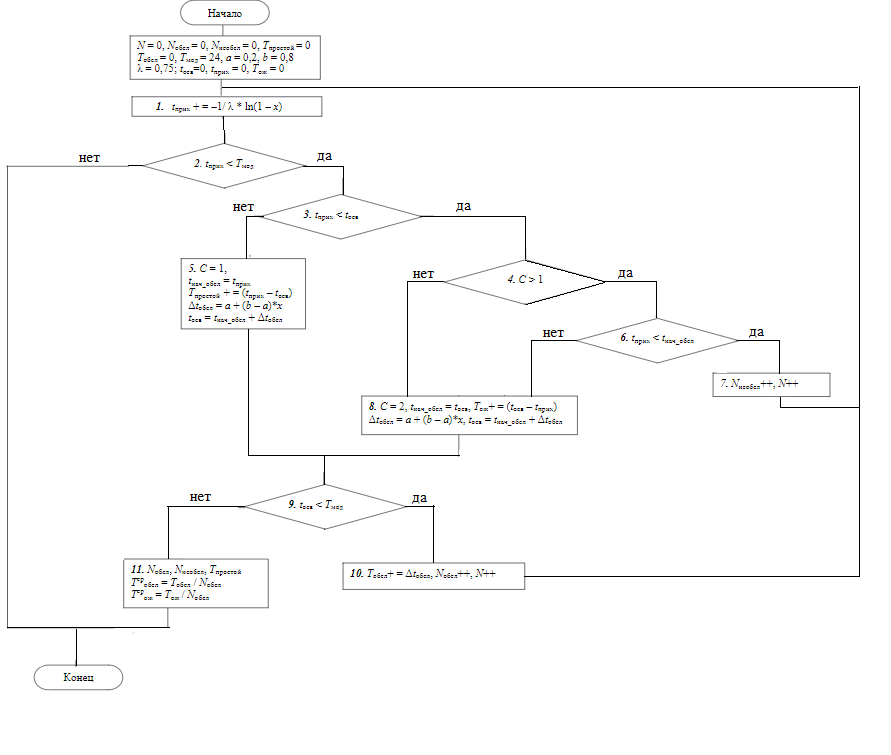 Начало
N = 0, Nобсл = 0, Nнеобсл = 0, Tпростой = 0
Tобсл = 0, Tмод = 24, a = 0,2, b = 0,8
λ = 0,75; tосв=0, tприх = 0, Tож = 0
1. tприх + = –1/ λ * ln(1 – x)
2. tприх < Tмод
нет
да
3. tприх < tосв
нет
да
4. C > 1
нет
да
5. C = 1,
tнач_обсл = tприх
Tпростой + = (tприх – tосв)
Δtобсл = a + (b – a)*x
tосв = tнач_обсл + Δtобсл
6. tприх < tнач_обсл
нет
да
7. Nнеобсл++, N++
8. C = 2, tнач_обсл = tосв, Tож+ = (tосв – tприх)
Δtобсл = a + (b – a)*x, tосв = tнач_обсл + Δtобсл
9. tосв < Tмод
нет
да
11. Nобсл, Nнеобсл, Tпростой
Tсробсл = Tобсл / Nобсл
Tсрож = Tож / Nобсл
10. Tобсл+ = Δtобсл, Nобсл++, N++
Конец